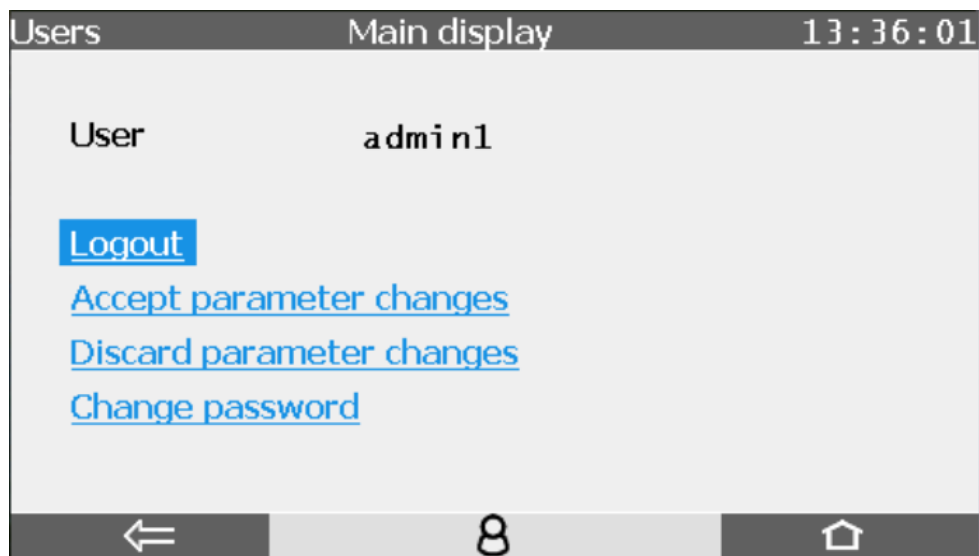 Users Main display 13:36:01
User admin1
Logout
Accept parameter changes
Discard parameter changes
Change password